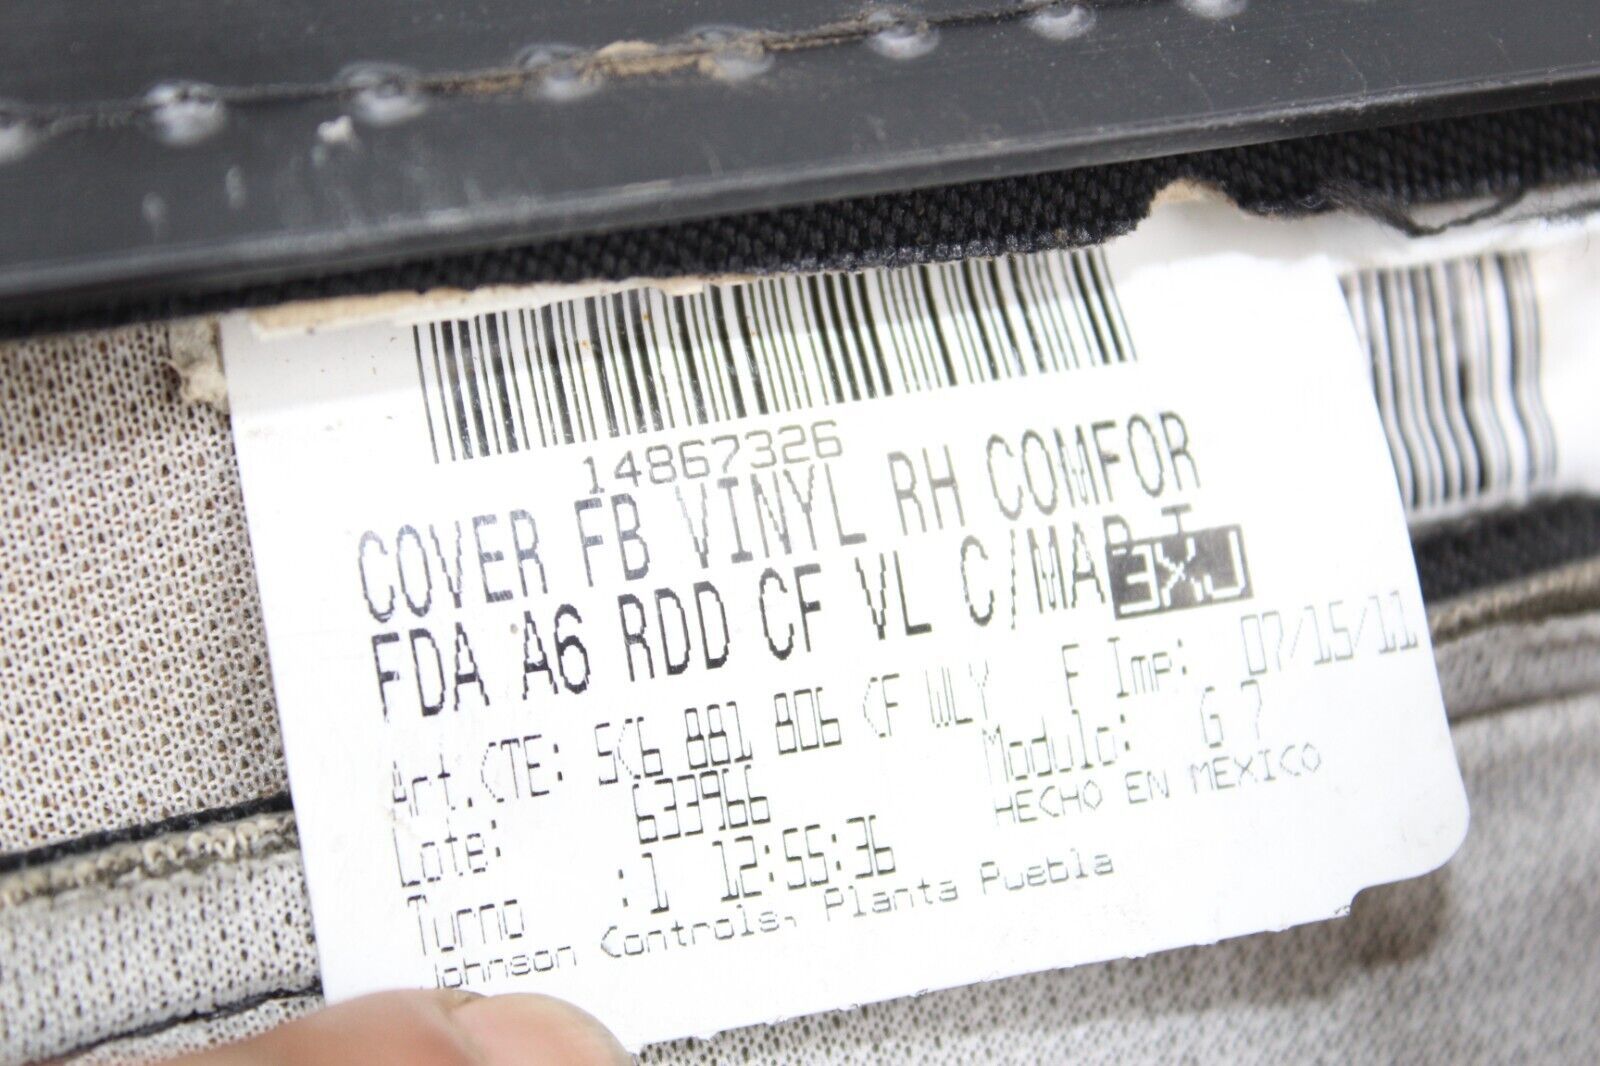 14867326
COVER FB VINYL RH COMFOR
FDA A6 RDD CF VL C/MAP T 3XJ
Art.CTE: 5C6 881 806 CF WLY F Imp: 07/15/11
Lote: 633966 Modulo: G 7
Turno :1 12:55:36 HECHO EN MEXICO
Johnson Controls, Planta Puebla